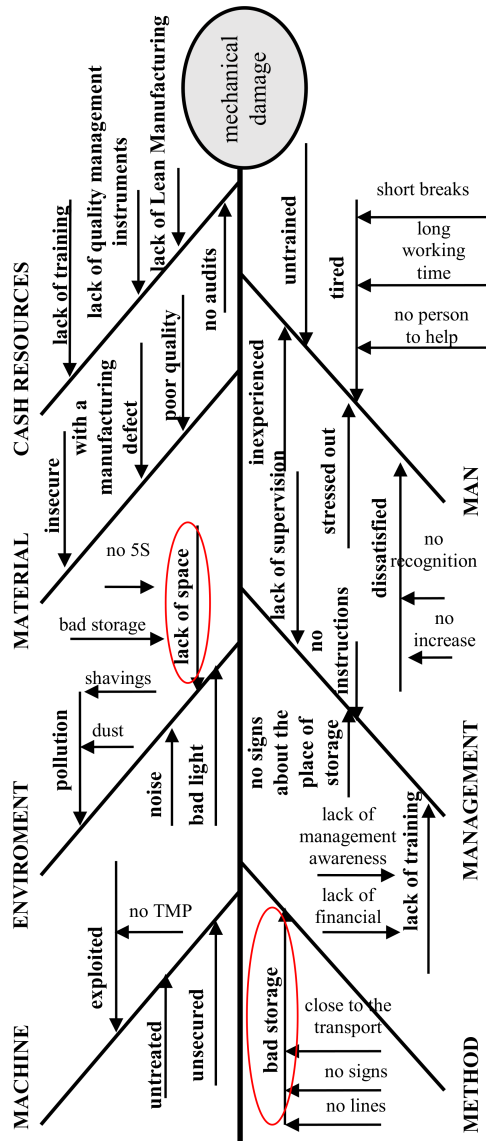 mechanical
damage
CASH RESOURCES
lack of training
lack of quality management
instruments
lack of Lean Manufacturing
no audits
MAN
untrained
tired
short breaks
long
working
time
no person
to help
inexperienced
stressed out
dissatisfied
no
recognition
no
increase
MATERIAL
insecure
with a
manufacturing
defect
poor quality
ENVIROMENT
no 5S
bad storage
lack of space
shavings
dust
pollution
noise
bad light
MANAGEMENT
lack of supervision
no
instructions
no signs
about the
place of
storage
lack of
management
awareness
lack of
financial
lack of training
MACHINE
exploited
no TMP
untreated
unsecured
METHOD
bad storage
close to the
transport
no signs
no lines